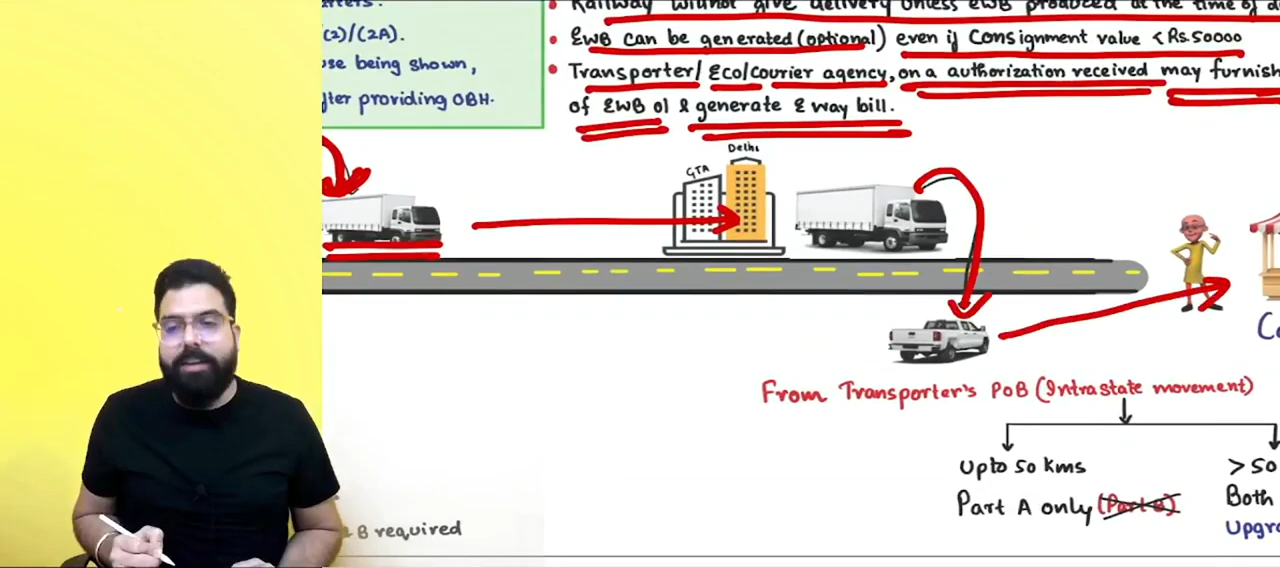 (2)/(2A).
being shown,
after providing OBH.
Railway will not give delivery unless EWB produced at the time of
• EWB can be generated (optional) even if Consignment value < Rs.50000
• Transporter/ Eco/Courier agency, on a authorization received may furnish
of EWB 01 & generate E way bill.
GTA
Delhi
From Transporter's PoB (Intrastate movement)
Upto 50 kms
Part A only (Part B)
> 50
Both
B required